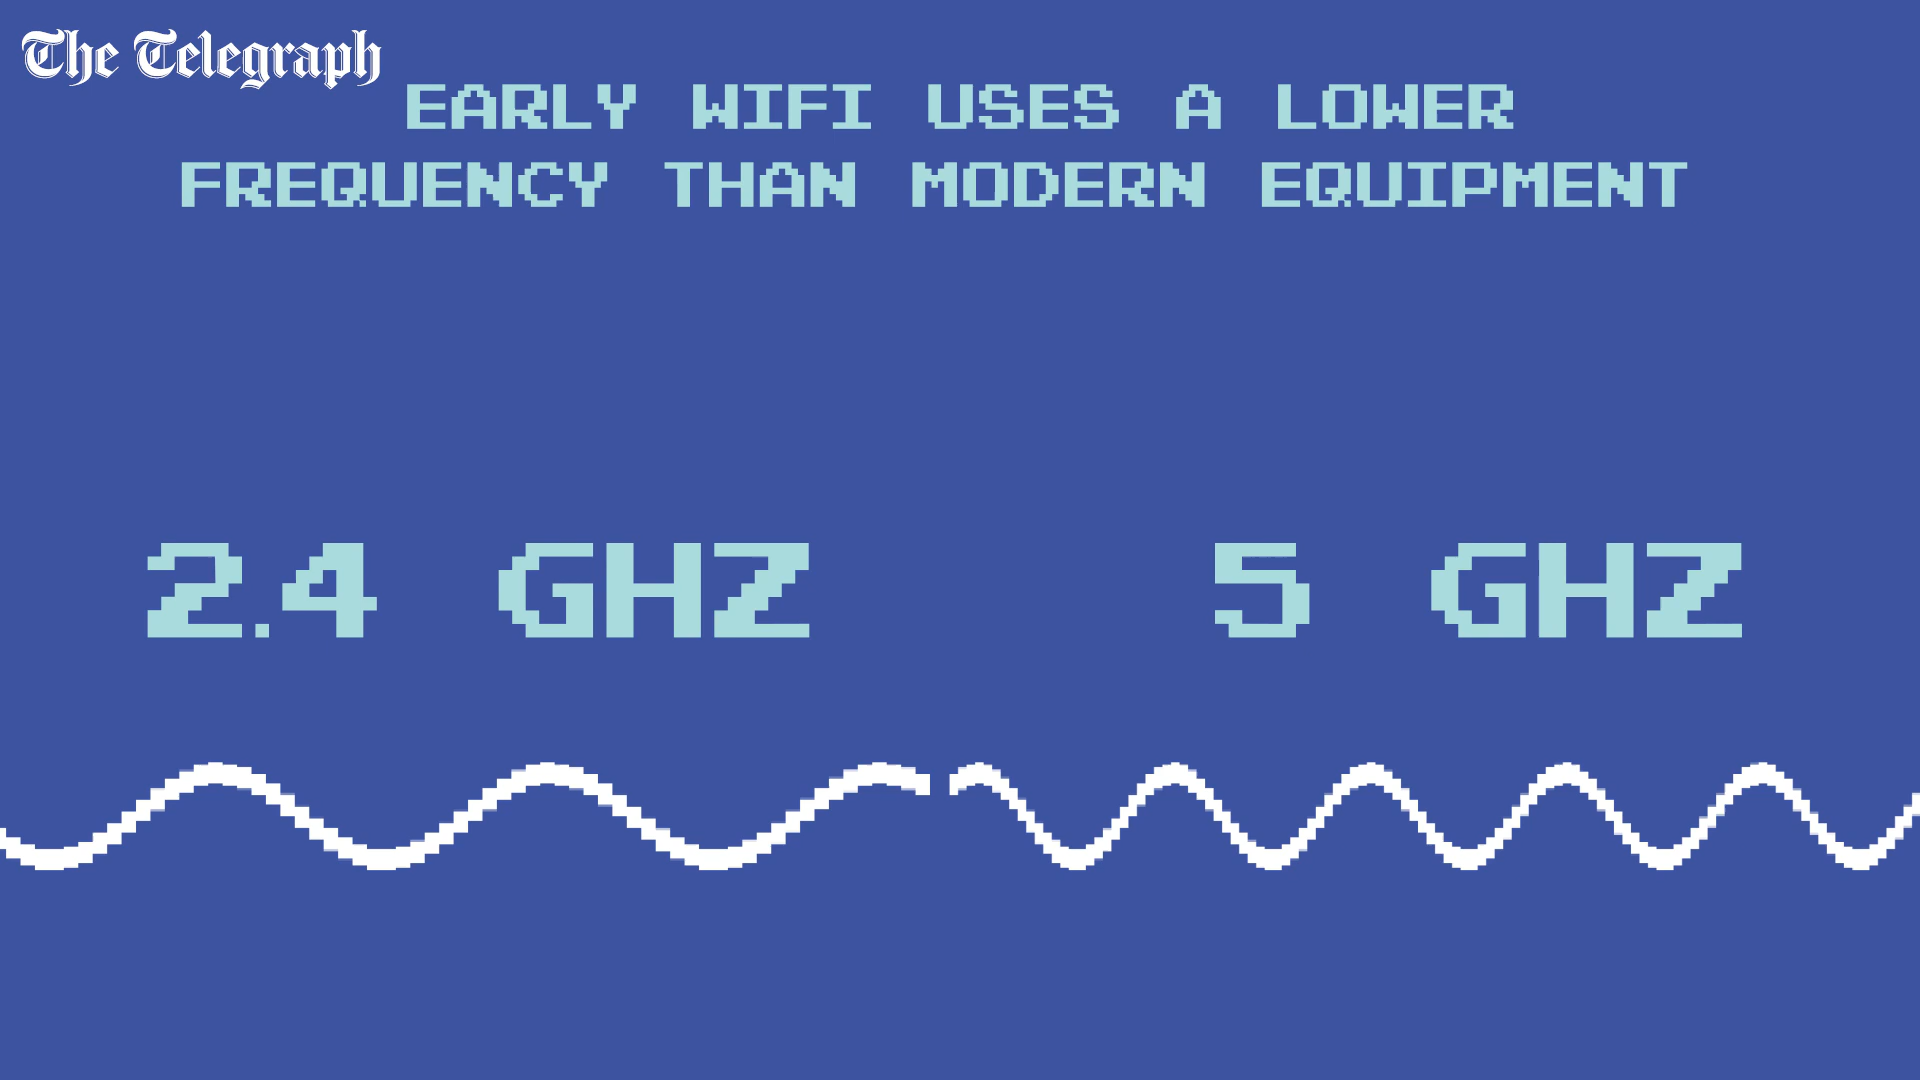 The Telegraph
EARLY WIFI USES A LOWER
FREQUENCY THAN MODERN EQUIPMENT
2.4 GHZ
5 GHZ